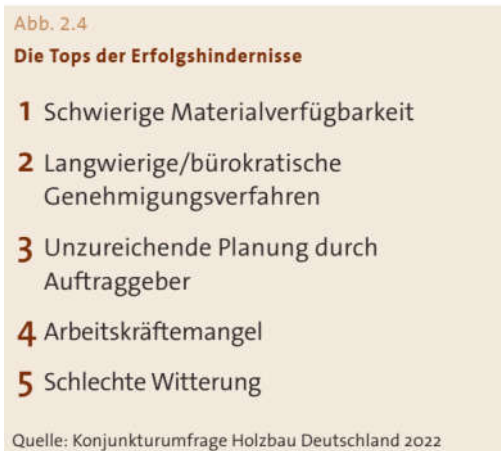 Abb. 2.4
Die Tops der Erfolgshindernisse
1 Schwierige Materialverfügbarkeit
2 Langwierige/bürokratische
Genehmigungsverfahren
3 Unzureichende Planung durch
Auftraggeber
4 Arbeitskräftemangel
5 Schlechte Witterung
Quelle: Konjunkturumfrage Holzbau Deutschland 2022